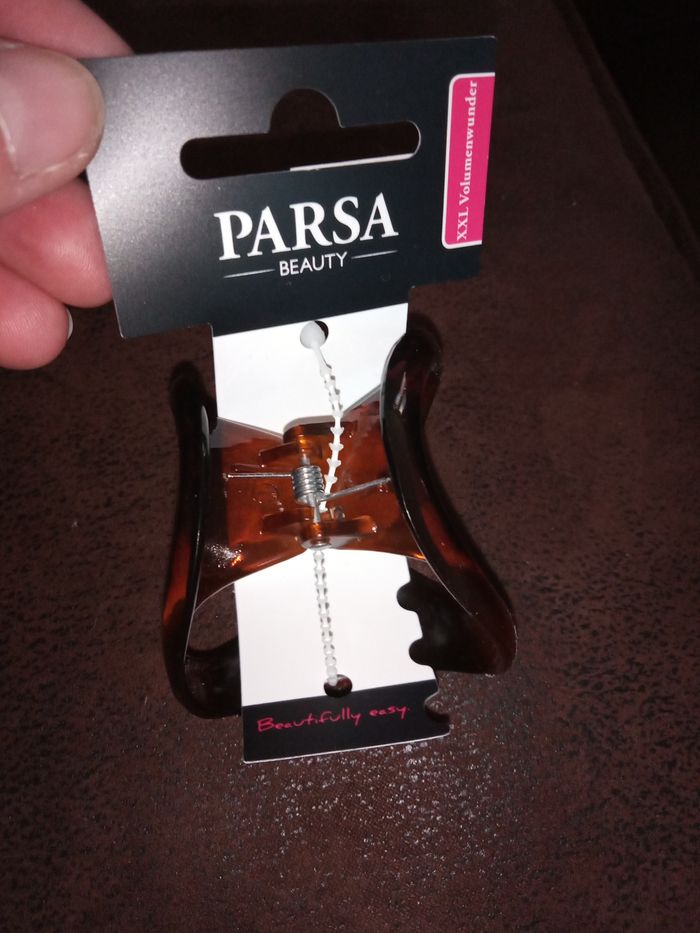 XXL Volumenwunder
PARSA
BEAUTY
Beautifully easy.